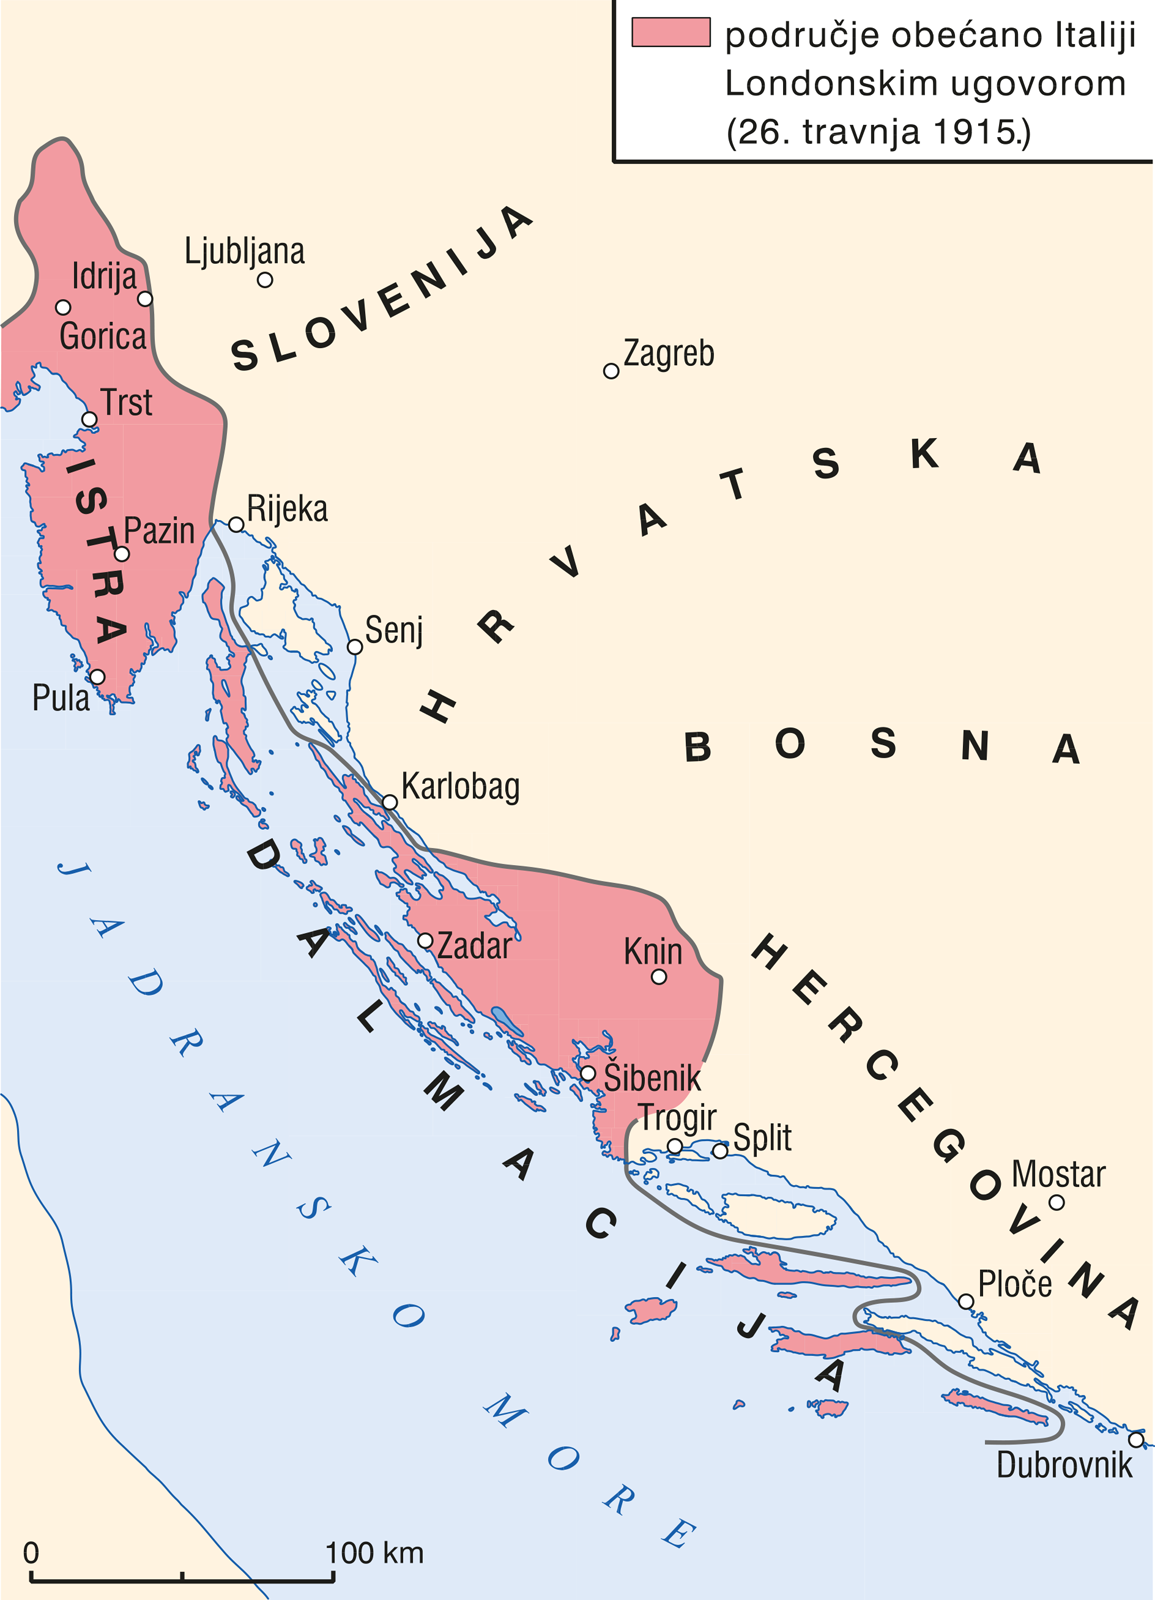 područje obećano Italiji
Londonskim ugovorom
(26. travnja 1915.)
Ljubljana
SLOVENIJA
Idrija
Gorica
Zagreb
Trst
HRVATSKA
ISTRA
Rijeka
Pazin
Senj
Pula
BOSNA
Karlobag
DALMACIJA
JADRANSKO MORE
Zadar
Knin
HERCEGOVINA
Šibenik
Trogir
Split
Mostar
Ploče
Dubrovnik
0 100 km